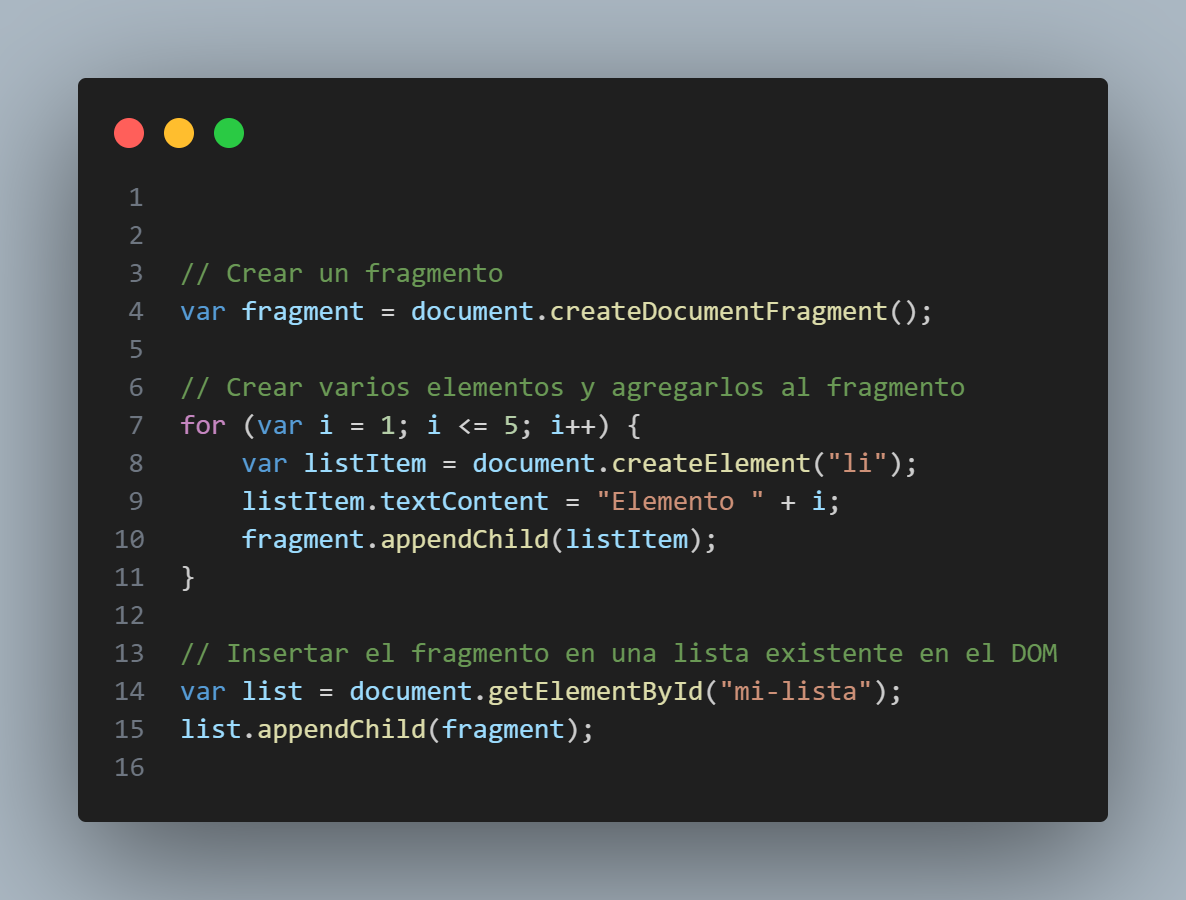 1
2
3 // Crear un fragmento
4 var fragment = document.createDocumentFragment();
5
6 // Crear varios elementos y agregarlos al fragmento
7 for (var i = 1; i <= 5; i++) {
8     var listItem = document.createElement("li");
9     listItem.textContent = "Elemento " + i;
10     fragment.appendChild(listItem);
11 }
12
13 // Insertar el fragmento en una lista existente en el DOM
14 var list = document.getElementById("mi-lista");
15 list.appendChild(fragment);
16